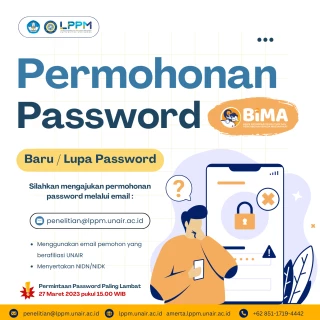 LPPM
Permohonan
Password
BiMA
Baru / Lupa Password
Silahkan mengajukan permohonan
password melalui email :
penelitian@lppm.unair.ac.id
Menggunakan email pemohon yang
berafiliasi UNAIR
Menyertakan NIDN/NIDK
Permintaan Password Paling Lambat
27 Maret 2023 pukul 15.00 WIB
penelitian@lppm.unair.ac.id lppm.unair.ac.id amerta.lppm.unair.ac.id +62 851-1719-4442